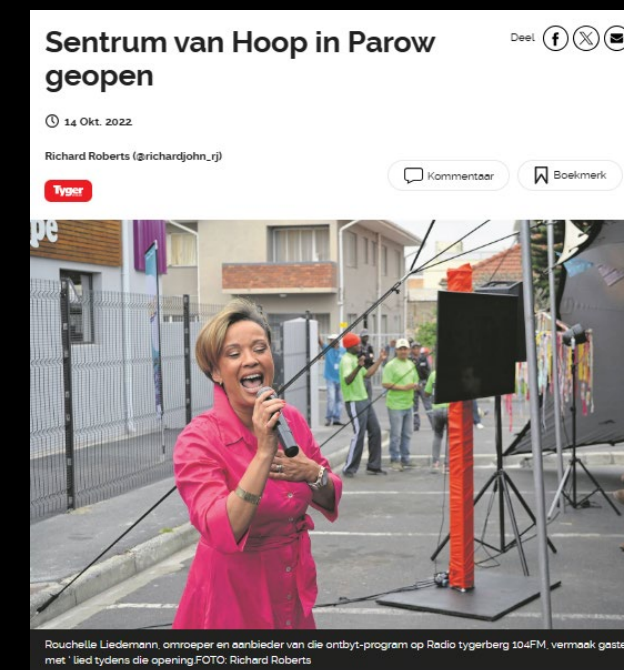 Sentrum van Hoop in Parow
geopen
Deel
14 Okt. 2022
Richard Roberts (@richardjohn_rj)
Tyger
Kommentaar
Boekmerk
pe
Rouchelle Liedemann, omroeper en aanbieder van die ontbyt-program op Radio tygerberg 104FM, vermaak gaste
met ' lied tydens die opening.FOTO: Richard Roberts